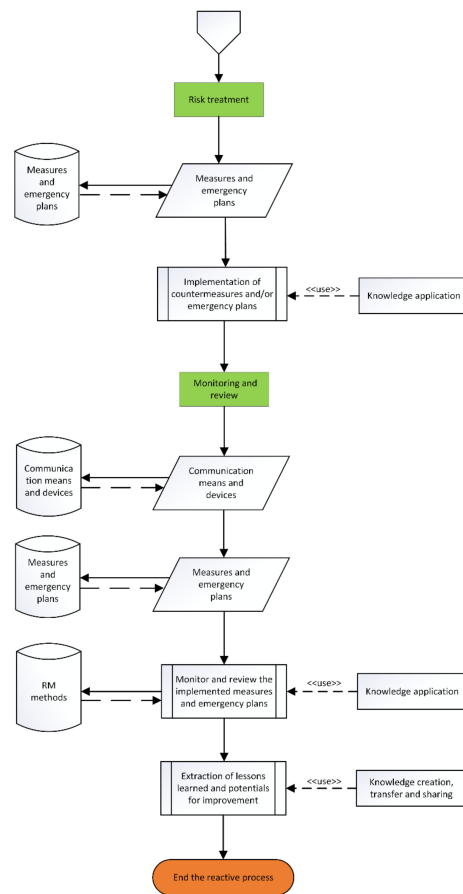 Risk treatment
Measures
and
emergency
plans
Measures and
emergency
plans
Implementation of
countermeasures and/or
emergency plans
<<use>>
Knowledge application
Monitoring and
review
Communica
tion means
and devices
Communication
means and
devices
Measures
and
emergency
plans
Measures and
emergency
plans
RM
methods
Monitor and review the
implemented measures
and emergency plans
<<use>>
Knowledge application
Extraction of lessons
learned and potentials
for improvement
<<use>>
Knowledge creation,
transfer and sharing
End the reactive process